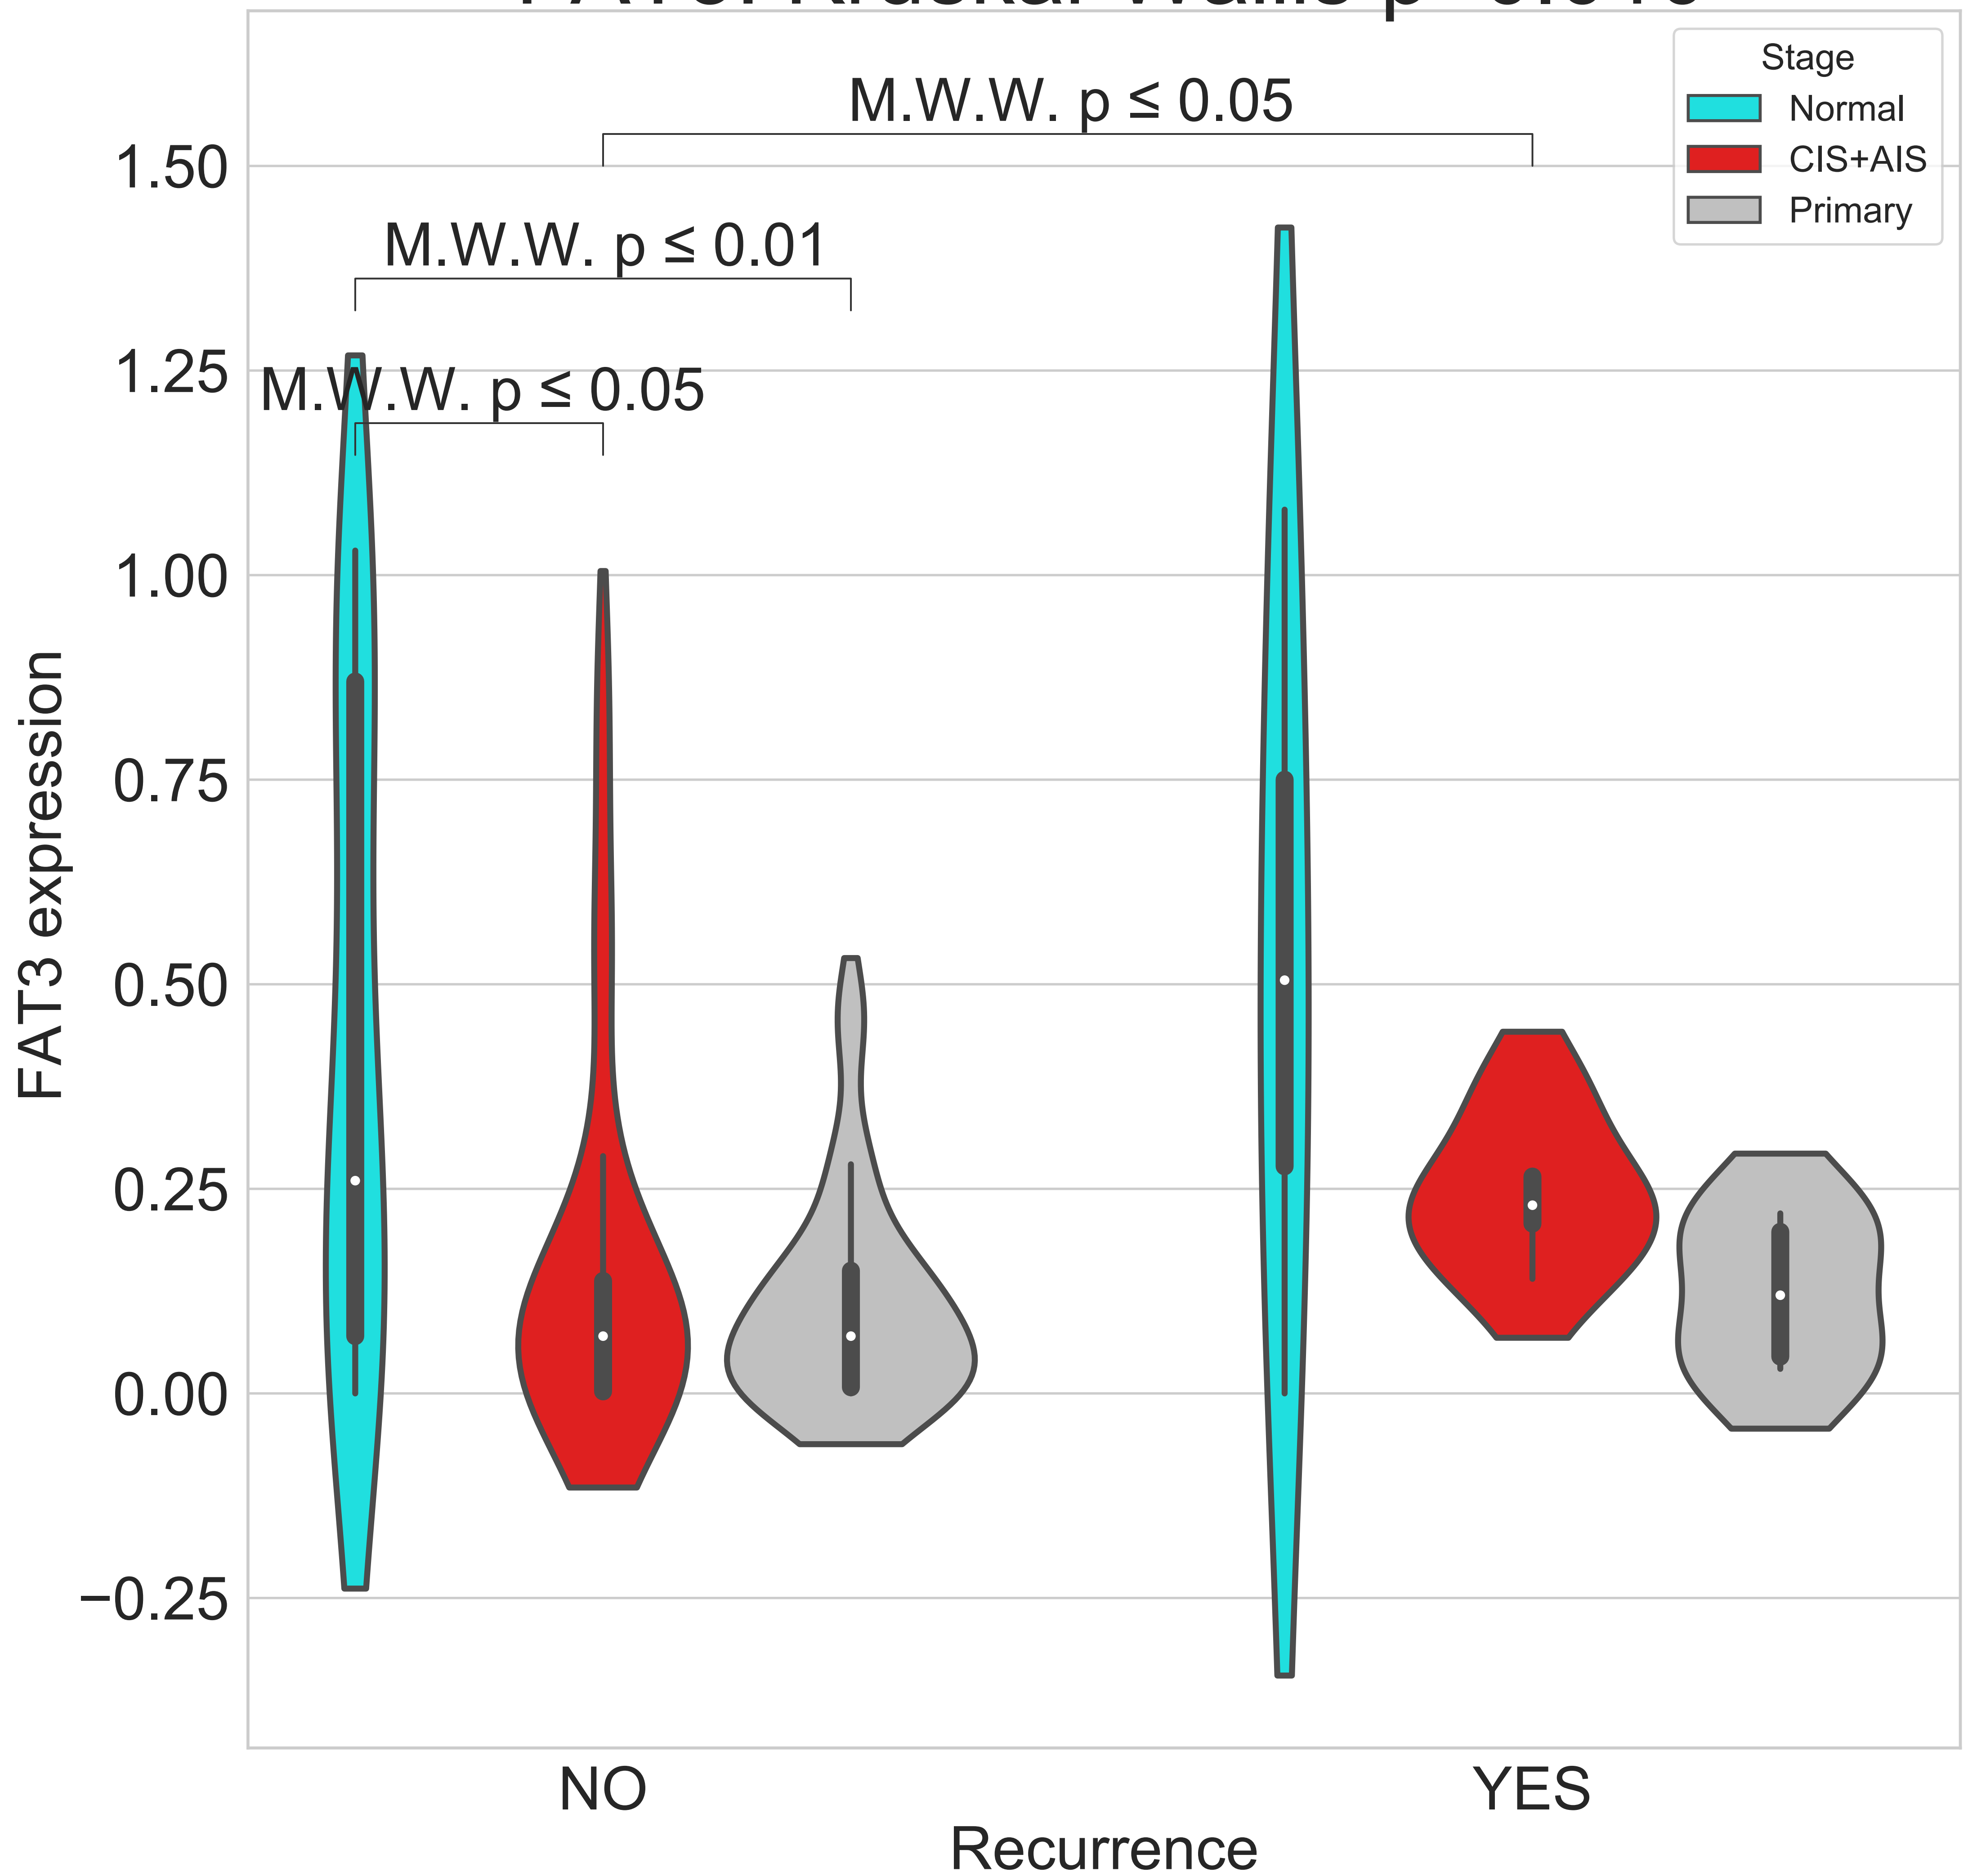 Stage
Normal
CIS+AIS
Primary
M.W.W. p ≤ 0.05
M.W.W. p ≤ 0.01
M.W.W. p ≤ 0.05
1.50
1.25
1.00
0.75
0.50
0.25
0.00
−0.25
FAT3 expression
NO
YES
Recurrence